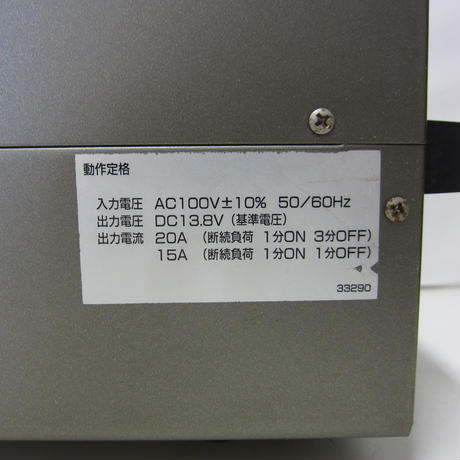 動作定格
入力電圧 AC100V±10% 50/60Hz
出力電圧 DC13.8V (基準電圧)
出力電流 20A (断続負荷 1分ON 3分OFF)
15A (断続負荷 1分ON 1分OFF)
33290